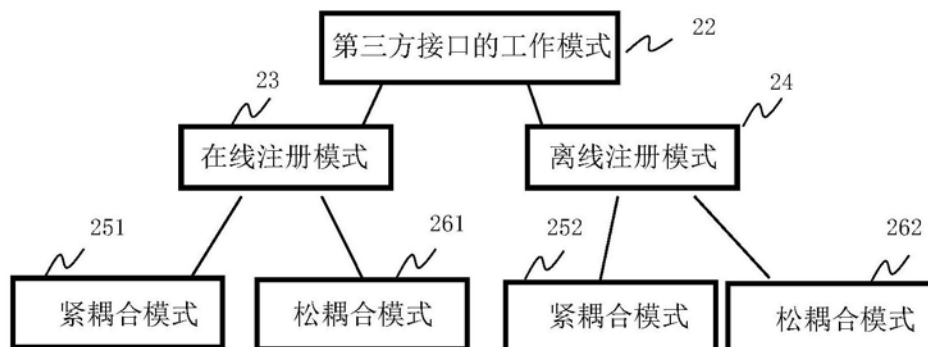 第三方接口的工作模式
22
23
24
在线注册模式
离线注册模式
251
261
252
262
紧耦合模式
松耦合模式
紧耦合模式
松耦合模式